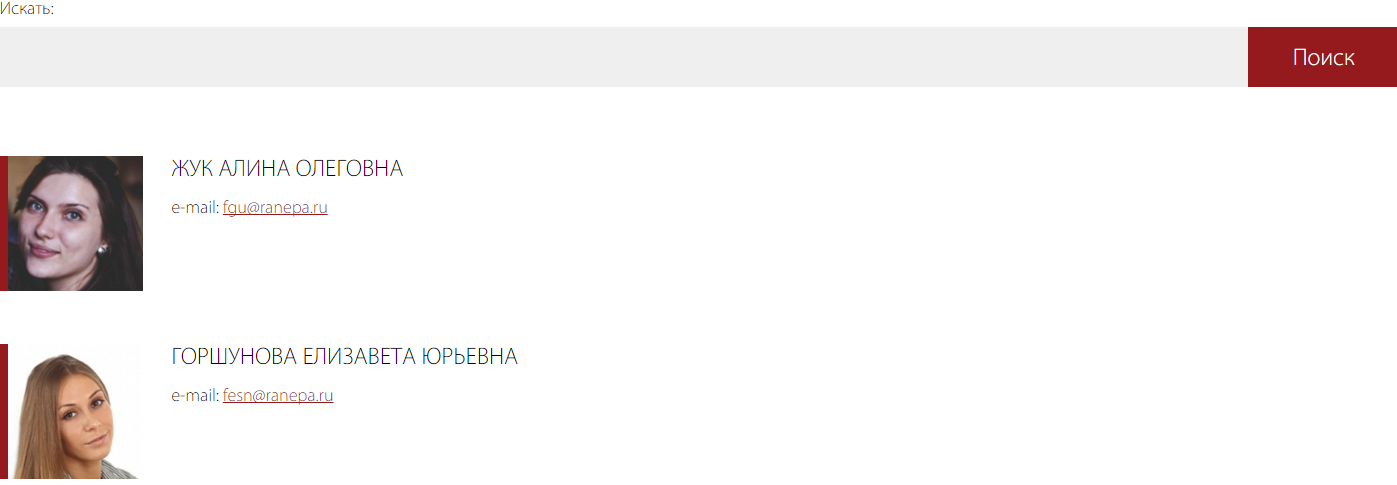 Искать:
Поиск
ЖУК АЛИНА ОЛЕГОВНА
e-mail: fgu@ranepa.ru
ГОРШУНОВА ЕЛИЗАВЕТА ЮРЬЕВНА
e-mail: fesn@ranepa.ru